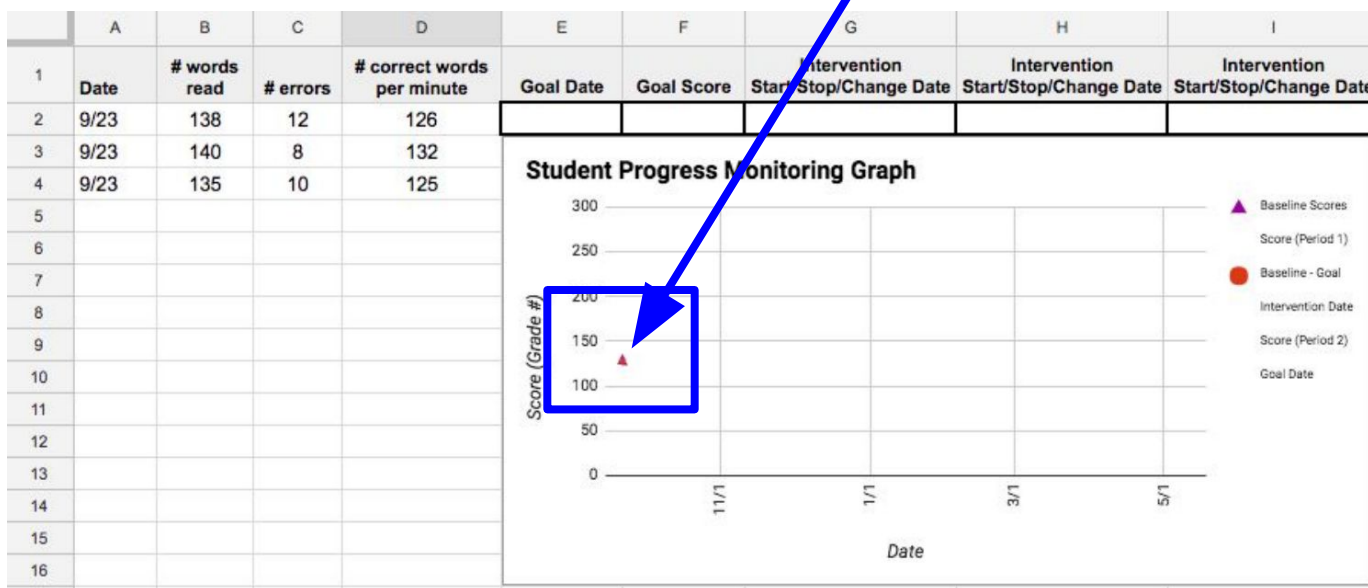 A B C D E F G H I
1 Date # words read # errors # correct words per minute Goal Date Goal Score Intervention Start/Stop/Change Date Intervention Start/Stop/Change Date Intervention Start/Stop/Change Date
2 9/23 138 12 126
3 9/23 140 8 132
4 9/23 135 10 125
5
6
7
8
9
10
11
12
13
14
15
16
Student Progress Monitoring Graph
300
250
200
150
100
50
0
Score (Grade #)
11/1 1/1 3/1 5/1
Date
Baseline Scores
Score (Period 1)
Baseline - Goal
Intervention Date
Score (Period 2)
Goal Date